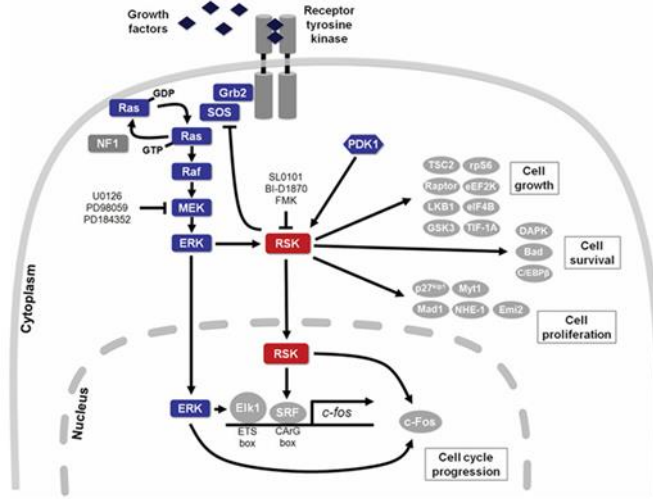 Growth
factors
Receptor
tyrosine
kinase
GDP
Ras
Grb2
SOS
NF1
GTP
Ras
PDK1
Raf
SL0101
BI-D1870
FMK
TSC2 rpS6
Raptor eEF2K
LKB1 eIF4B
GSK3 TIF-1A
Cell
growth
U0126
PD98059
PD184352
MEK
ERK
RSK
DAPK
Bad
C/EBPβ
Cell
survival
p27kip1 Myt1
Mad1 NHE-1 Emi2
Cell
proliferation
Cytoplasm
Nucleus
RSK
ERK
Elk1
SRF
c-fos
c-Fos
ETS
box
CArG
box
Cell cycle
progression